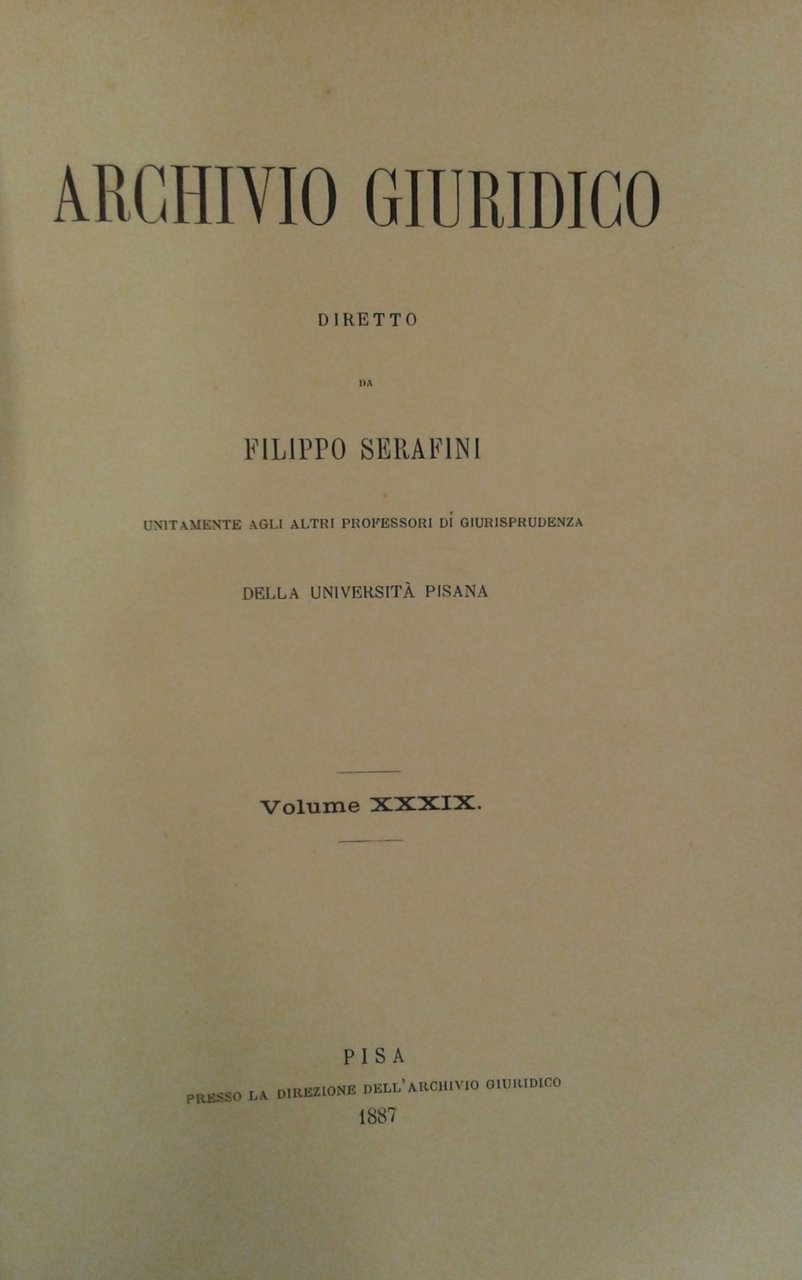 ARCHIVIO GIURIDICO
DIRETTO
DA
FILIPPO SERAFINI
UNITAMENTE AGLI ALTRI PROFESSORI DI GIURISPRUDENZA
DELLA UNIVERSITÀ PISANA
Volume XXXIX.
PISA
PRESSO LA DIREZIONE DELL'ARCHIVIO GIURIDICO
1887